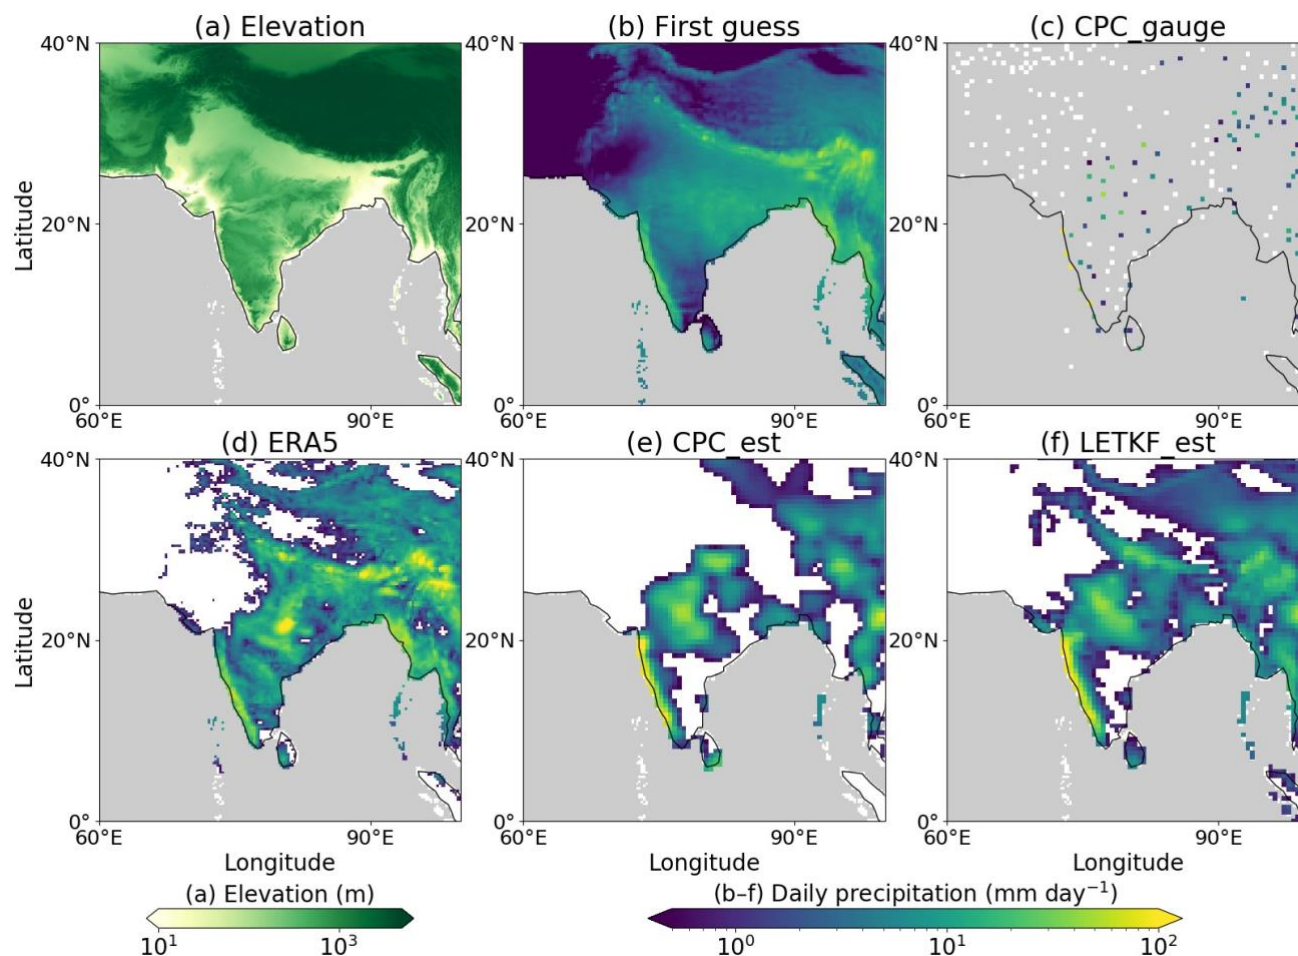 (a) Elevation
(b) First guess
(c) CPC_gauge
40°N
40°N
40°N
Latitude
20°N
20°N
20°N
0°
0°
0°
60°E
90°E
60°E
90°E
60°E
90°E
(d) ERA5
(e) CPC_est
(f) LETKF_est
40°N
40°N
40°N
Latitude
20°N
20°N
20°N
0°
0°
0°
60°E
90°E
60°E
90°E
60°E
90°E
Longitude
Longitude
Longitude
(a) Elevation (m)
(b–f) Daily precipitation (mm day⁻¹)
10¹
10³
10⁰
10¹
10²